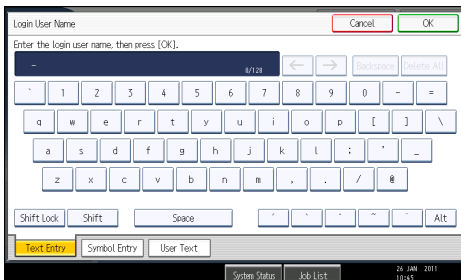 Login User Name Cancel OK
Enter the login user name, then press [OK].
_ 0/128 ← → Backspace Delete All
` 1 2 3 4 5 6 7 8 9 0 - =
q w e r t y u i o p [ ] \
a s d f g h j k l ; ' _
z x c v b n m , . / @
Shift Lock Shift Space ´ ` ^ ~ ¨ Alt
Text Entry Symbol Entry User Text
System Status Job List 26 JAN 2011
10:45